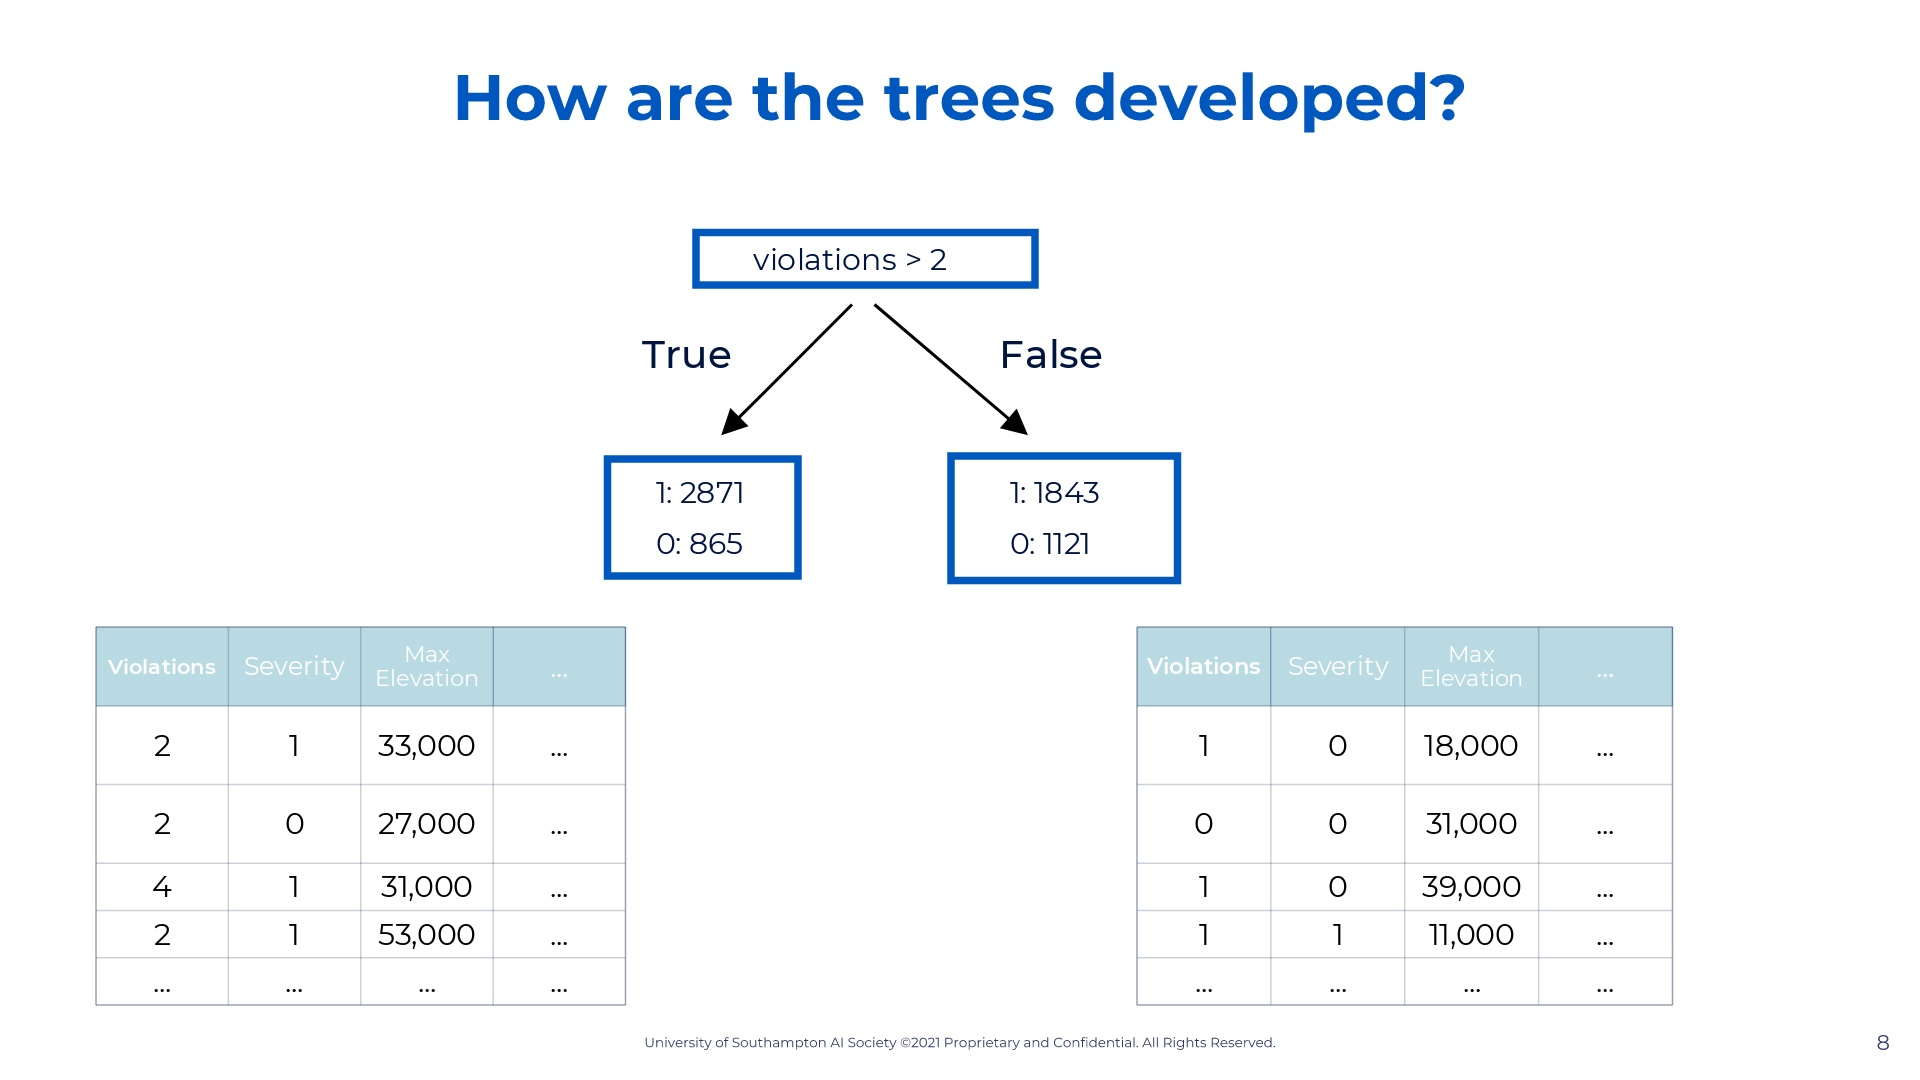 How are the trees developed?
violations > 2
True
False
1: 2871
0: 865
1: 1843
0: 1121
Violations Severity Max Elevation ...
2 1 33,000 ...
2 0 27,000 ...
4 1 31,000 ...
2 1 53,000 ...
... ... ... ...
Violations Severity Max Elevation ...
1 0 18,000 ...
0 0 31,000 ...
1 0 39,000 ...
1 1 11,000 ...
... ... ... ...
University of Southampton AI Society ©2021 Proprietary and Confidential. All Rights Reserved.
8